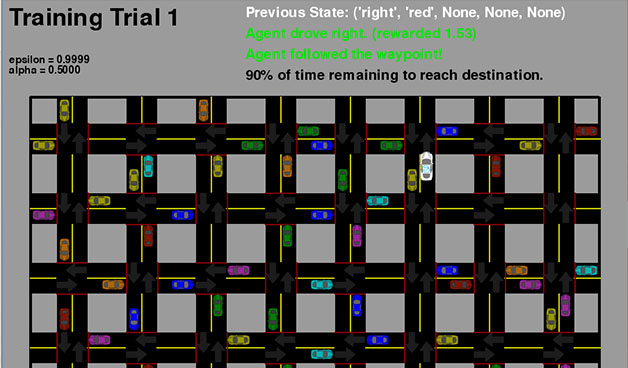 Training Trial 1
epsilon = 0.9999
alpha = 0.5000
Previous State: ('right', 'red', None, None, None)
Agent drove right. (rewarded 1.53)
Agent followed the waypoint!
90% of time remaining to reach destination.